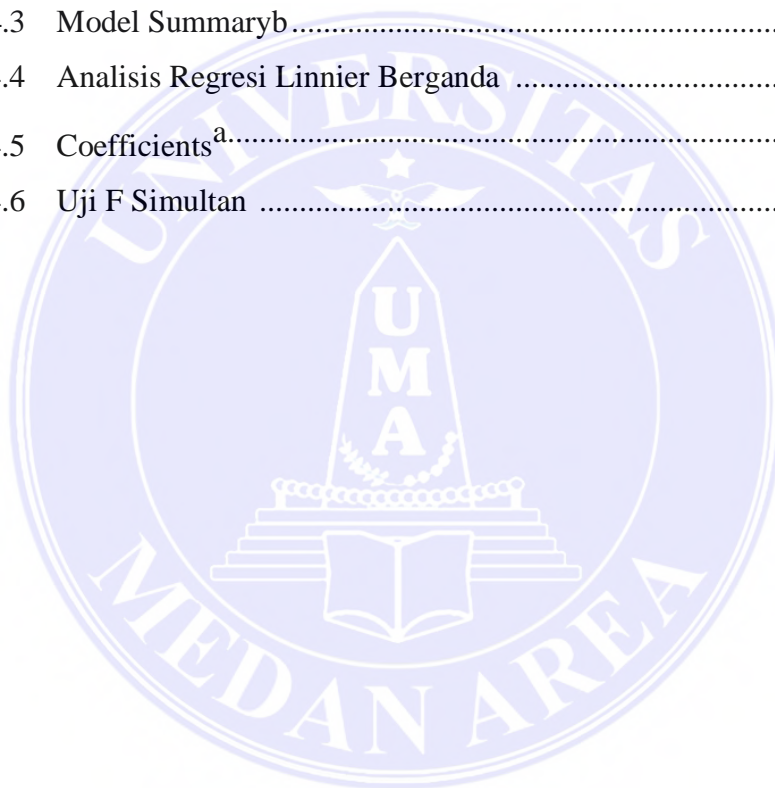 .3 Model Summaryb ....................................................
.4 Analisis Regresi Linnier Berganda ....................................
.5 Coefficientsa....................................................
.6 Uji F Simultan ....................................................
UNIVERSITAS
U
M
A
MEDAN AREA